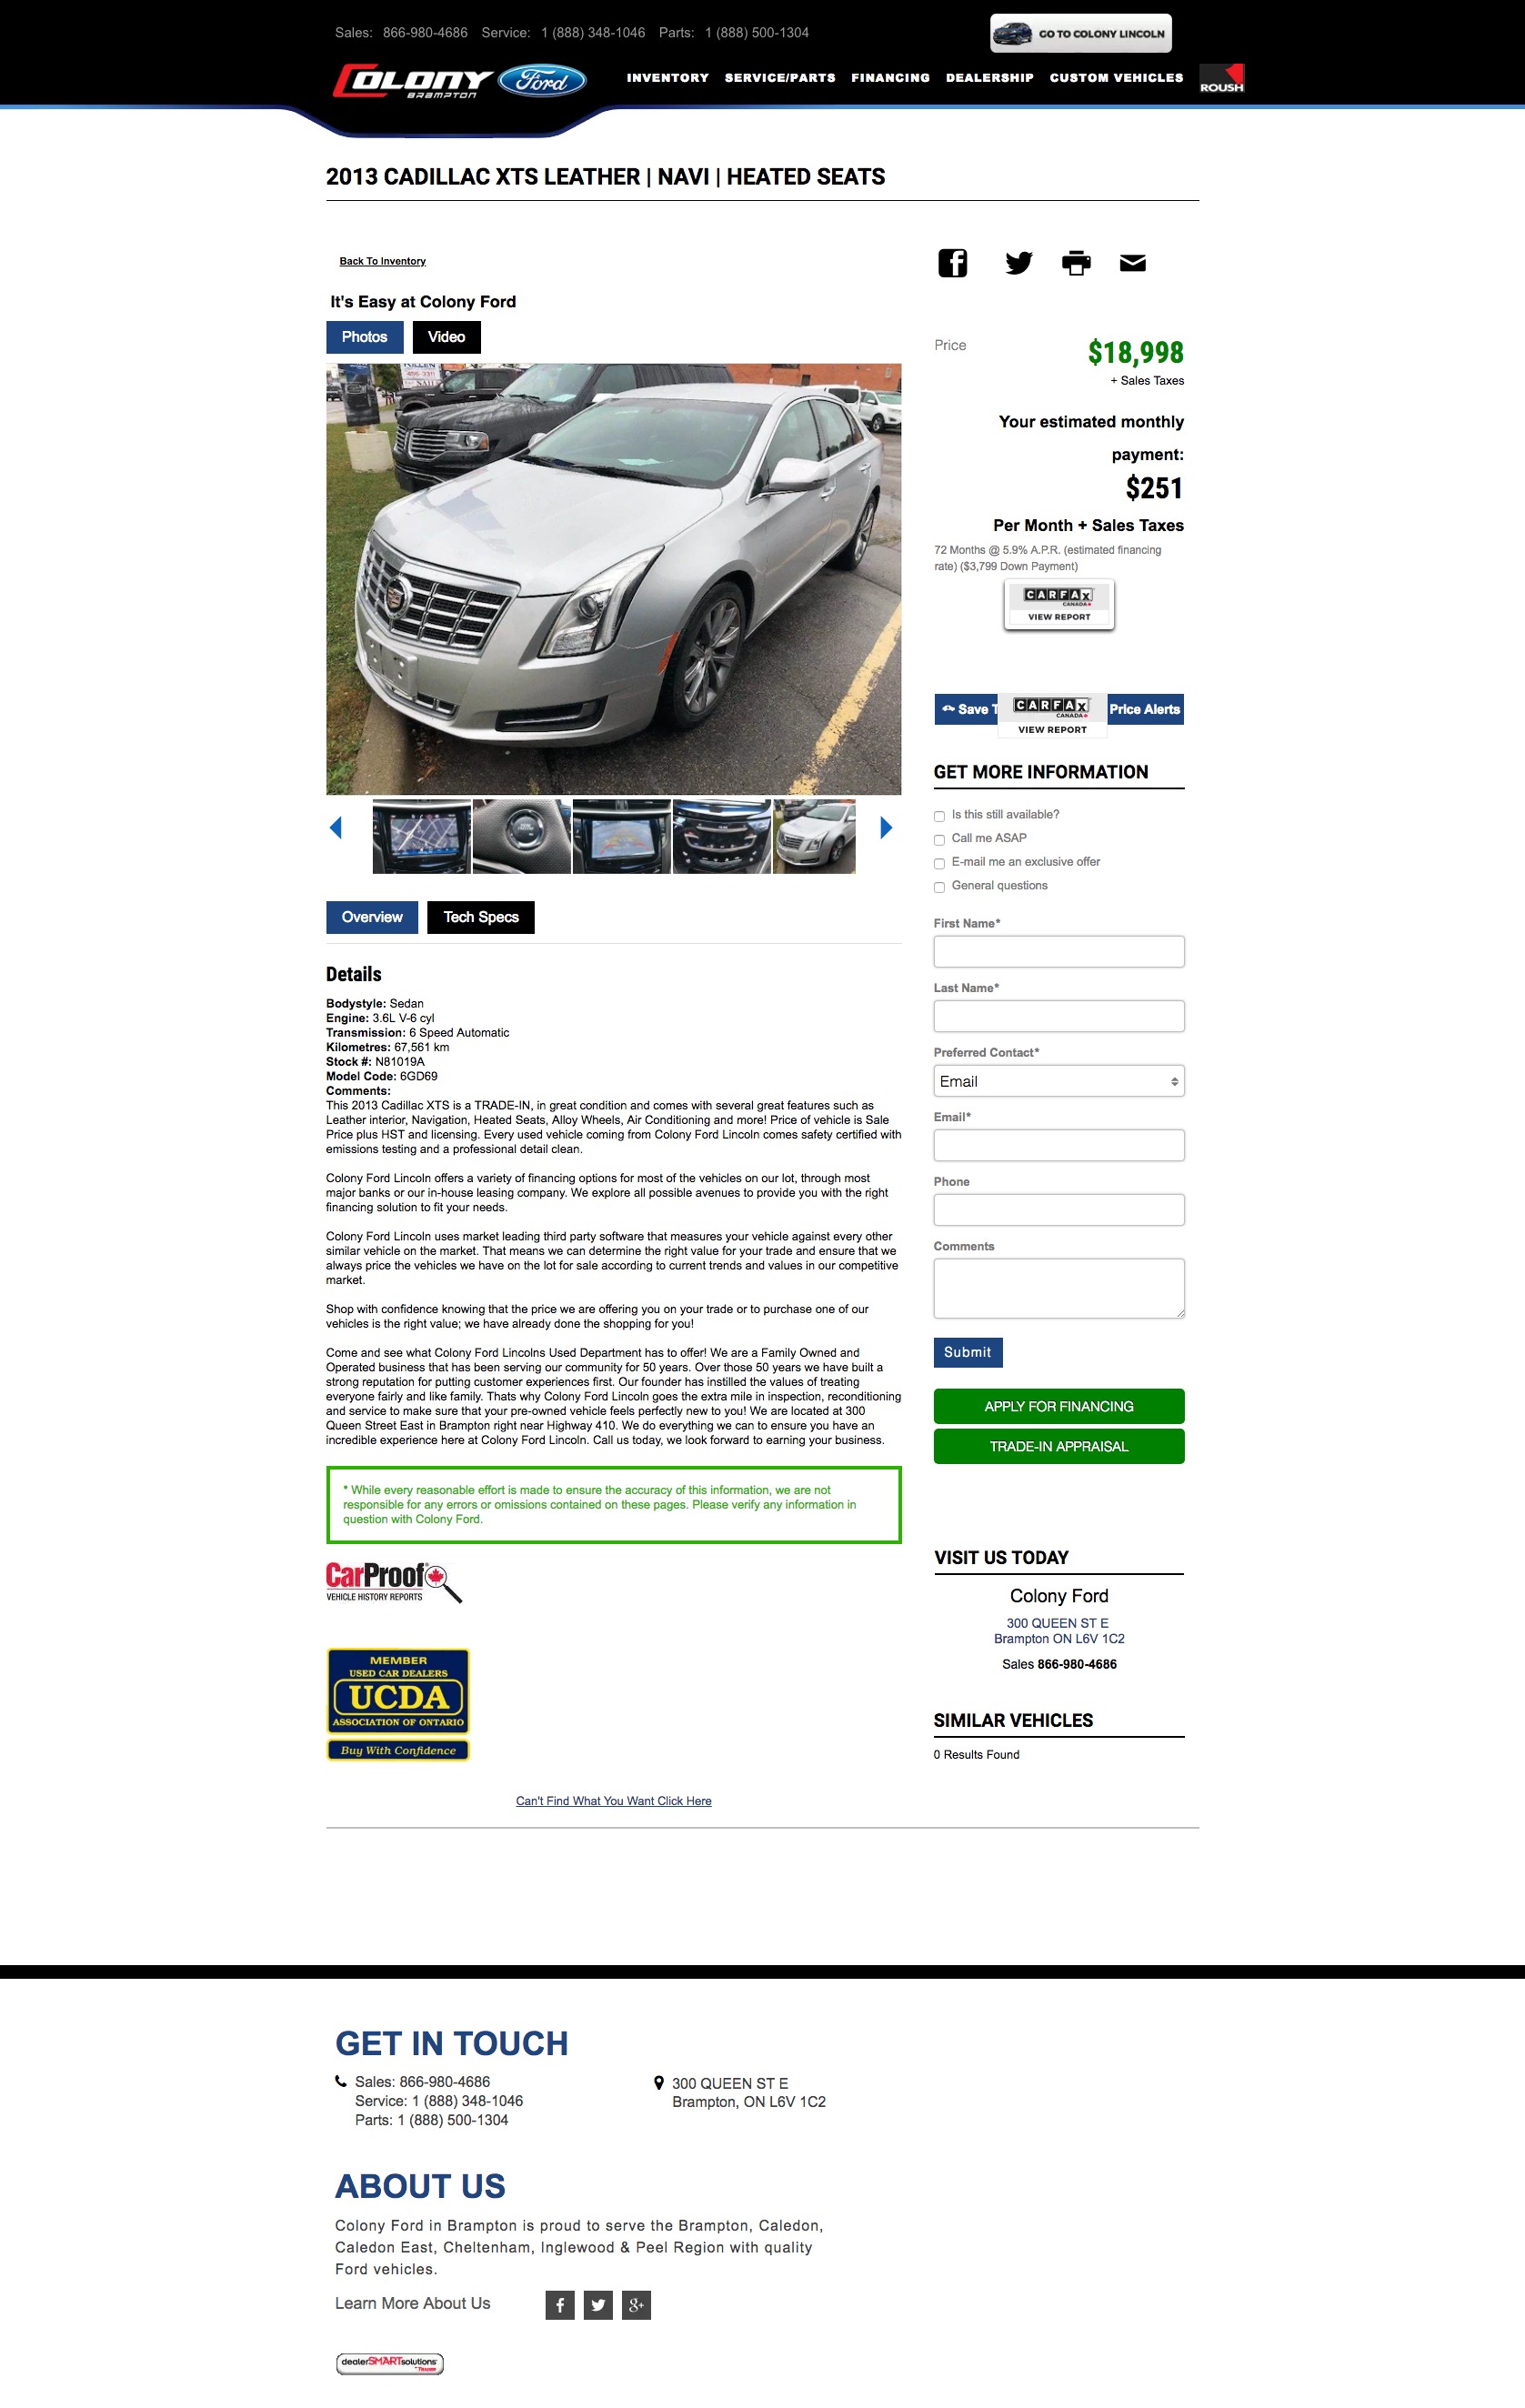 Sales: 866-980-4686 Service: 1 (888) 348-1046 Parts: 1 (888) 500-1304
GO TO COLONY LINCOLN
COLONY BRAMPTON Ford
INVENTORY SERVICE/PARTS FINANCING DEALERSHIP CUSTOM VEHICLES ROUSH
2013 CADILLAC XTS LEATHER | NAVI | HEATED SEATS
Back To Inventory
It's Easy at Colony Ford
Photos Video
Price $18,998
+ Sales Taxes
Your estimated monthly
payment:
$251
Per Month + Sales Taxes
72 Months @ 5.9% A.P.R. (estimated financing
rate) ($3,799 Down Payment)
CARFAX
CANADA
VIEW REPORT
Save T
CARFAX
CANADA
VIEW REPORT
Price Alerts
GET MORE INFORMATION
Is this still available?
Call me ASAP
E-mail me an exclusive offer
General questions
First Name*
Last Name*
Preferred Contact*
Email
Email*
Phone
Comments
Submit
APPLY FOR FINANCING
TRADE-IN APPRAISAL
Overview Tech Specs
Details
Bodystyle: Sedan
Engine: 3.6L V-6 cyl
Transmission: 6 Speed Automatic
Kilometres: 67,561 km
Stock #: N81019A
Model Code: 6GD69
Comments:
This 2013 Cadillac XTS is a TRADE-IN, in great condition and comes with several great features such as
Leather interior, Navigation, Heated Seats, Alloy Wheels, Air Conditioning and more! Price of vehicle is Sale
Price plus HST and licensing. Every used vehicle coming from Colony Ford Lincoln comes safety certified with
emissions testing and a professional detail clean.
Colony Ford Lincoln offers a variety of financing options for most of the vehicles on our lot, through most
major banks or our in-house leasing company. We explore all possible avenues to provide you with the right
financing solution to fit your needs.
Colony Ford Lincoln uses market leading third party software that measures your vehicle against every other
similar vehicle on the market. That means we can determine the right value for your trade and ensure that we
always price the vehicles we have on the lot for sale according to current trends and values in our competitive
market.
Shop with confidence knowing that the price we are offering you on your trade or to purchase one of our
vehicles is the right value; we have already done the shopping for you!
Come and see what Colony Ford Lincolns Used Department has to offer! We are a Family Owned and
Operated business that has been serving our community for 50 years. Over those 50 years we have built a
strong reputation for putting customer experiences first. Our founder has instilled the values of treating
everyone fairly and like family. Thats why Colony Ford Lincoln goes the extra mile in inspection, reconditioning
and service to make sure that your pre-owned vehicle feels perfectly new to you! We are located at 300
Queen Street East in Brampton right near Highway 410. We do everything we can to ensure you have an
incredible experience here at Colony Ford Lincoln. Call us today, we look forward to earning your business.
* While every reasonable effort is made to ensure the accuracy of this information, we are not
responsible for any errors or omissions contained on these pages. Please verify any information in
question with Colony Ford.
CarProof
VEHICLE HISTORY REPORTS
MEMBER
USED CAR DEALERS
UCDA
ASSOCIATION OF ONTARIO
Buy With Confidence
VISIT US TODAY
Colony Ford
300 QUEEN ST E
Brampton ON L6V 1C2
Sales 866-980-4686
SIMILAR VEHICLES
0 Results Found
Can't Find What You Want Click Here
GET IN TOUCH
Sales: 866-980-4686
Service: 1 (888) 348-1046
Parts: 1 (888) 500-1304
300 QUEEN ST E
Brampton, ON L6V 1C2
ABOUT US
Colony Ford in Brampton is proud to serve the Brampton, Caledon,
Caledon East, Cheltenham, Inglewood & Peel Region with quality
Ford vehicles.
Learn More About Us
dealerSMARTsolutions